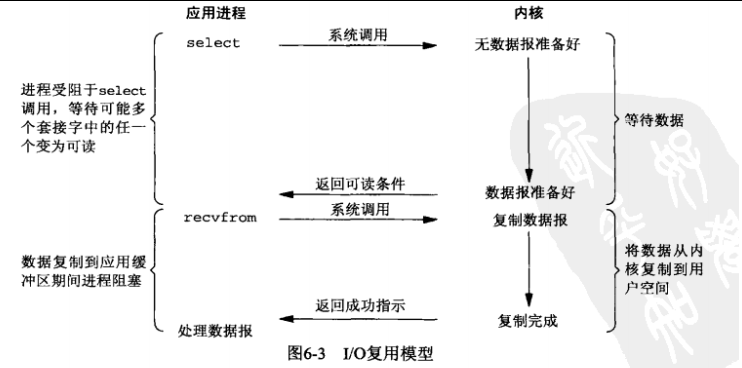 应用进程
内核
select
系统调用
无数据报准备好
进程受阻于select
调用，等待可能多
个套接字中的任一
个变为可读
等待数据
返回可读条件
数据报准备好
recvfrom
系统调用
复制数据报
数据复制到应用缓
冲区期间进程阻塞
将数据从内
核复制到用
户空间
返回成功指示
复制完成
处理数据报
图6-3 I/O复用模型